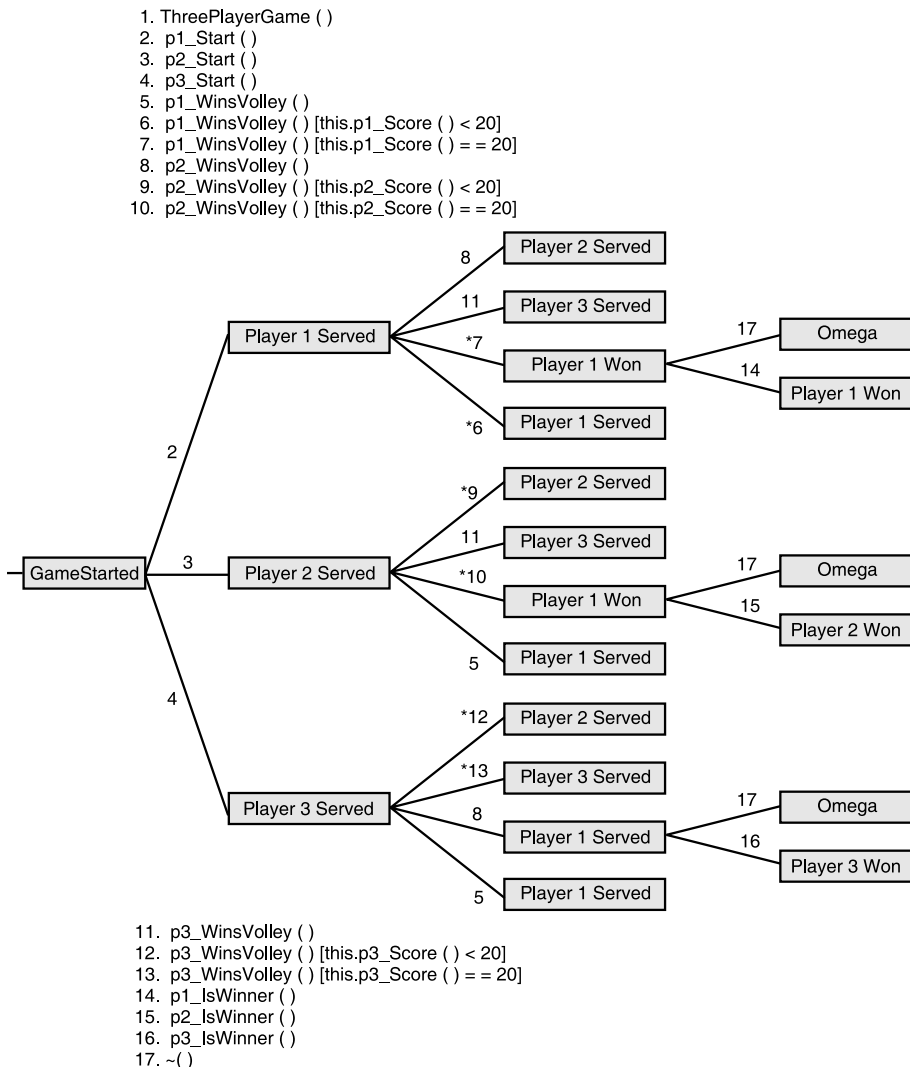 1. ThreePlayerGame ( )
2. p1_Start ( )
3. p2_Start ( )
4. p3_Start ( )
5. p1_WinsVolley ( )
6. p1_WinsVolley ( ) [this.p1_Score ( ) < 20]
7. p1_WinsVolley ( ) [this.p1_Score ( ) = = 20]
8. p2_WinsVolley ( )
9. p2_WinsVolley ( ) [this.p2_Score ( ) < 20]
10. p2_WinsVolley ( ) [this.p2_Score ( ) = = 20]
8
Player 2 Served
11
Player 3 Served
Player 1 Served
*7
Player 1 Won
17
Omega
14
Player 1 Won
*6
Player 1 Served
2
*9
Player 2 Served
11
Player 3 Served
GameStarted
3
Player 2 Served
*10
Player 1 Won
17
Omega
15
Player 2 Won
5
Player 1 Served
4
*12
Player 2 Served
*13
Player 3 Served
Player 3 Served
8
Player 1 Served
17
Omega
16
Player 3 Won
5
Player 1 Served
11. p3_WinsVolley ( )
12. p3_WinsVolley ( ) [this.p3_Score ( ) < 20]
13. p3_WinsVolley ( ) [this.p3_Score ( ) = = 20]
14. p1_IsWinner ( )
15. p2_IsWinner ( )
16. p3_IsWinner ( )
17. ~( )